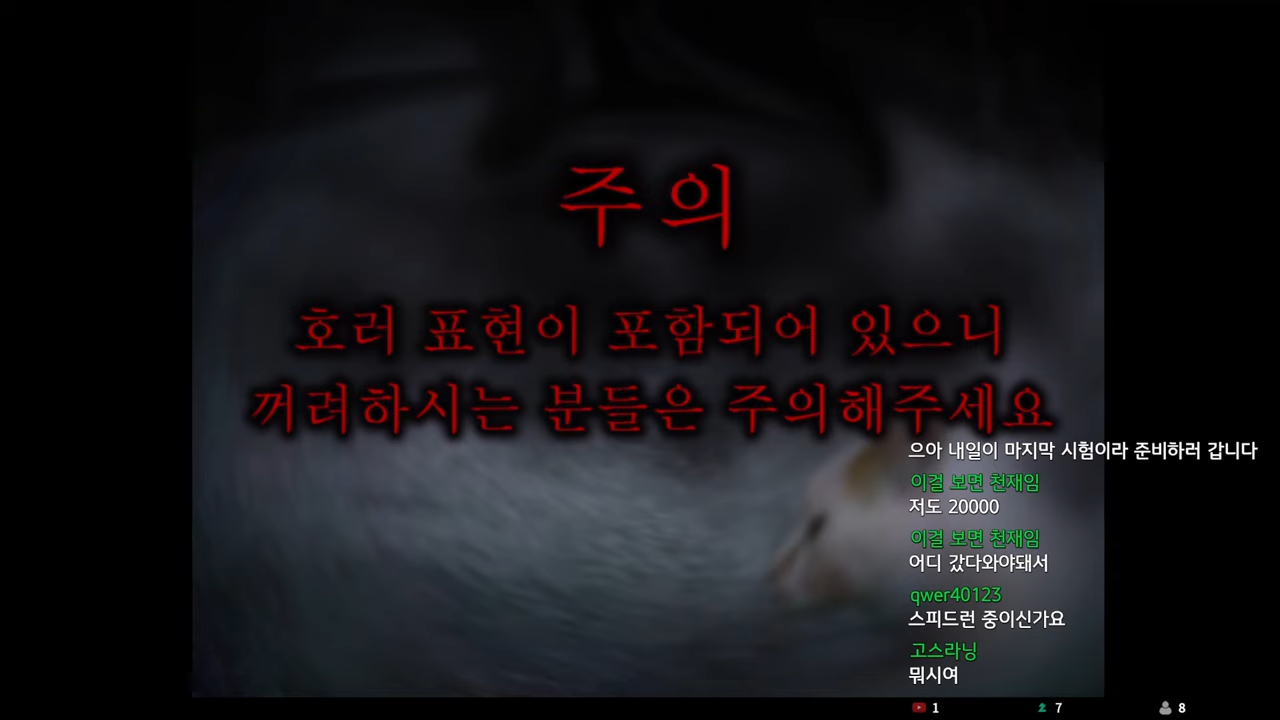 주의
호러 표현이 포함되어 있으니
꺼려하시는 분들은 주의해주세요
으아 내일이 마지막 시험이라 준비하러 갑니다
이걸 보면 천재임
저도 20000
이걸 보면 천재임
어디 갔다와야돼서
qwer40123
스피드런 중이신가요
고스라닝
뭐시여
1
7
8